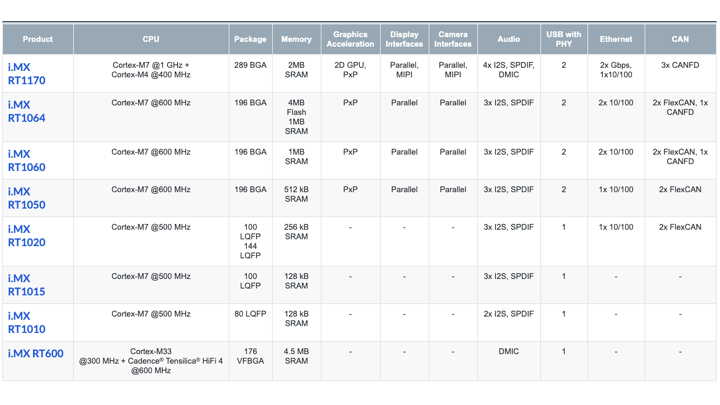 Product CPU Package Memory Graphics Acceleration Display Interfaces Camera Interfaces Audio USB with PHY Ethernet CAN
i.MX RT1170 Cortex-M7 @1 GHz + Cortex-M4 @400 MHz 289 BGA 2MB SRAM 2D GPU, PxP Parallel, MIPI Parallel, MIPI 4x I2S, SPDIF, DMIC 2 2x Gbps, 1x10/100 3x CANFD
i.MX RT1064 Cortex-M7 @600 MHz 196 BGA 4MB Flash 1MB SRAM PxP Parallel Parallel 3x I2S, SPDIF 2 2x 10/100 2x FlexCAN, 1x CANFD
i.MX RT1060 Cortex-M7 @600 MHz 196 BGA 1MB SRAM PxP Parallel Parallel 3x I2S, SPDIF 2 2x 10/100 2x FlexCAN, 1x CANFD
i.MX RT1050 Cortex-M7 @600 MHz 196 BGA 512 kB SRAM PxP Parallel Parallel 3x I2S, SPDIF 2 1x 10/100 2x FlexCAN
i.MX RT1020 Cortex-M7 @500 MHz 100 LQFP 144 LQFP 256 kB SRAM - - - 3x I2S, SPDIF 1 1x 10/100 2x FlexCAN
i.MX RT1015 Cortex-M7 @500 MHz 100 LQFP 128 kB SRAM - - - 3x I2S, SPDIF 1 - -
i.MX RT1010 Cortex-M7 @500 MHz 80 LQFP 128 kB SRAM - - - 2x I2S, SPDIF 1 - -
i.MX RT600 Cortex-M33 @300 MHz + Cadence® Tensilica® HiFi 4 @600 MHz 176 VFBGA 4.5 MB SRAM - - - DMIC 1 - -